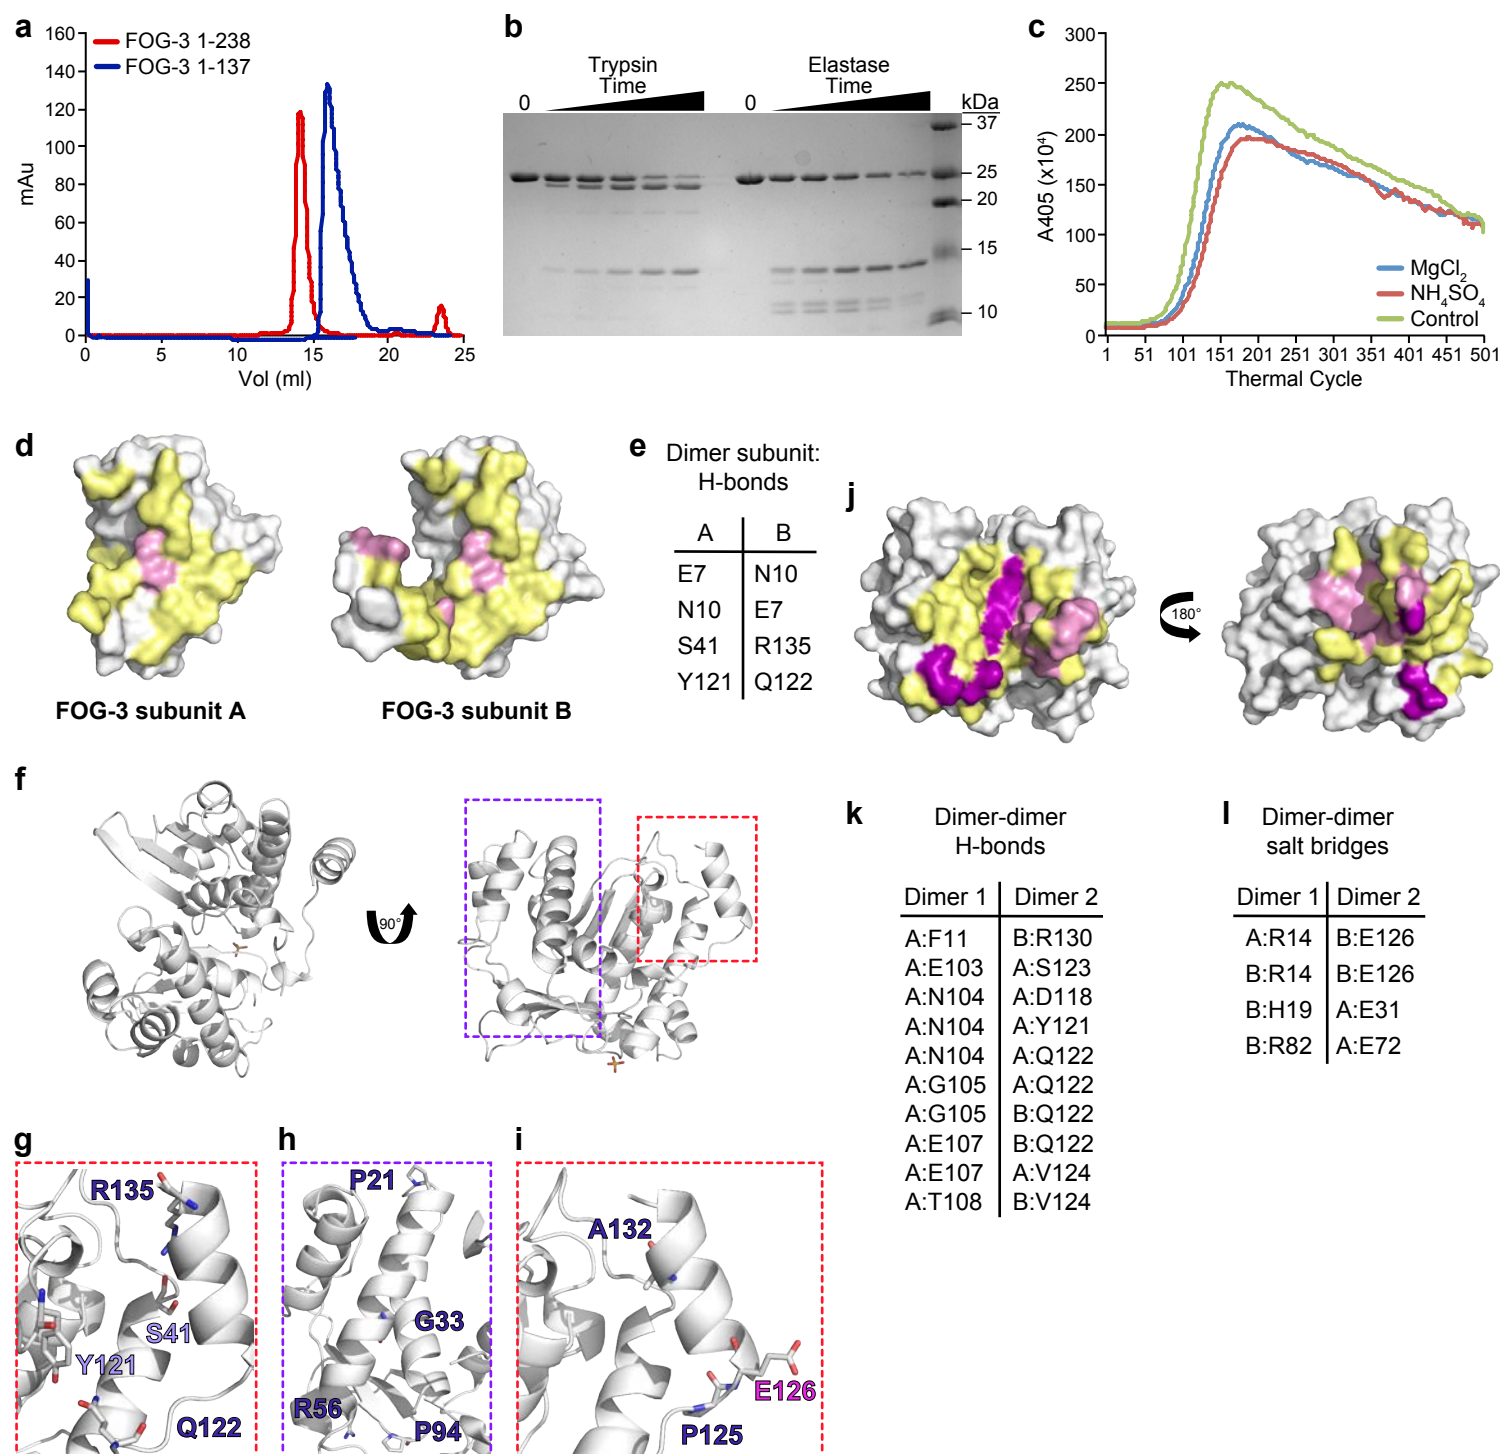 a
160
140
120
100
80
60
40
20
0
mAu
FOG-3 1-238
FOG-3 1-137
0 5 10 15 20 25
Vol (ml)
b
Trypsin
Time
0
Elastase
Time
0
kDa
37
25
20
15
10
c
300
250
200
150
100
50
0
A405 (x10⁴)
MgCl₂
NH₄SO₄
Control
1 51 101 151 201 251 301 351 401 451 501
Thermal Cycle
d
FOG-3 subunit A
FOG-3 subunit B
e
Dimer subunit:
H-bonds
A B
E7 N10
N10 E7
S41 R135
Y121 Q122
j
180°
f
90°
g
R135
S41
Y121
Q122
h
P21
G33
R56
P94
i
A132
E126
P125
k
Dimer-dimer
H-bonds
Dimer 1 Dimer 2
A:F11 B:R130
A:E103 A:S123
A:N104 A:D118
A:N104 A:Y121
A:N104 A:Q122
A:G105 A:Q122
A:G105 B:Q122
A:E107 B:Q122
A:E107 A:V124
A:T108 B:V124
l
Dimer-dimer
salt bridges
Dimer 1 Dimer 2
A:R14 B:E126
B:R14 B:E126
B:H19 A:E31
B:R82 A:E72